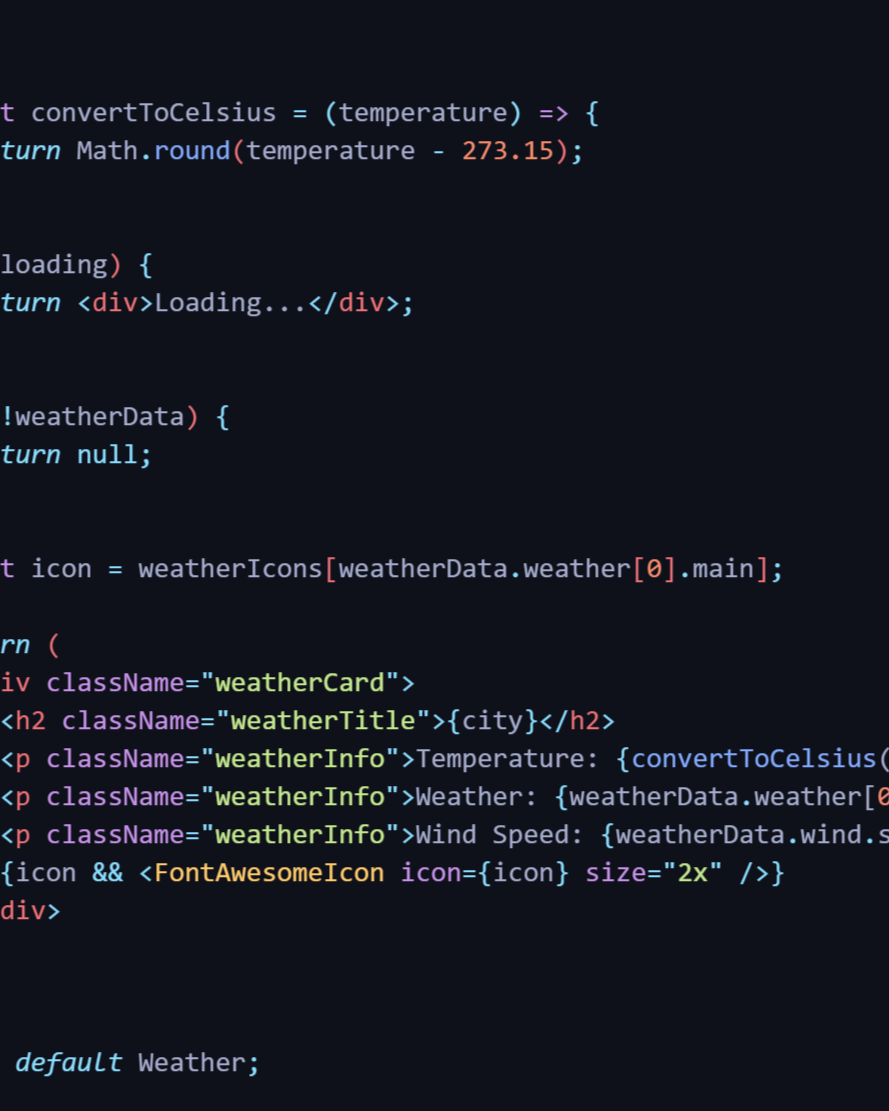 t convertToCelsius = (temperature) => {
turn Math.round(temperature - 273.15);
loading) {
turn <div>Loading...</div>;
!weatherData) {
turn null;
t icon = weatherIcons[weatherData.weather[0].main];
rn (
iv className="weatherCard">
<h2 className="weatherTitle">{city}</h2>
<p className="weatherInfo">Temperature: {convertToCelsius(
<p className="weatherInfo">Weather: {weatherData.weather[0
<p className="weatherInfo">Wind Speed: {weatherData.wind.s
{icon && <FontAwesomeIcon icon={icon} size="2x" />}
div>
default Weather;